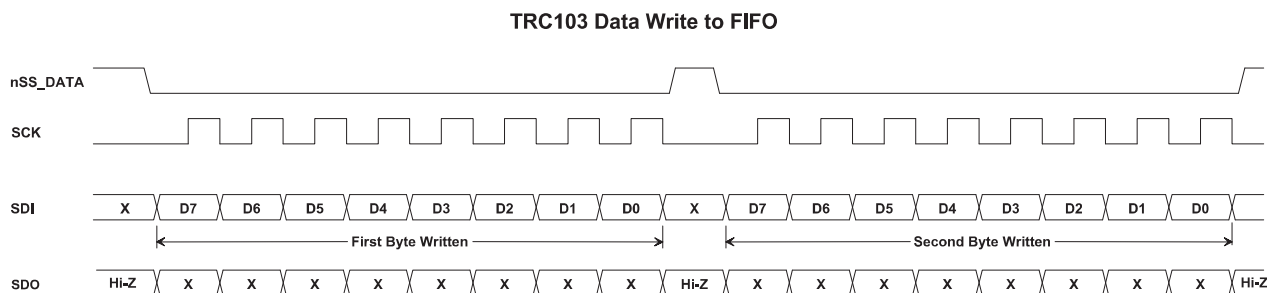 TRC103 Data Write to FIFO
nSS_DATA
SCK
SDI X D7 D6 D5 D4 D3 D2 D1 D0 X D7 D6 D5 D4 D3 D2 D1 D0
First Byte Written Second Byte Written
SDO Hi-Z X X X X X X X X Hi-Z X X X X X X X X Hi-Z